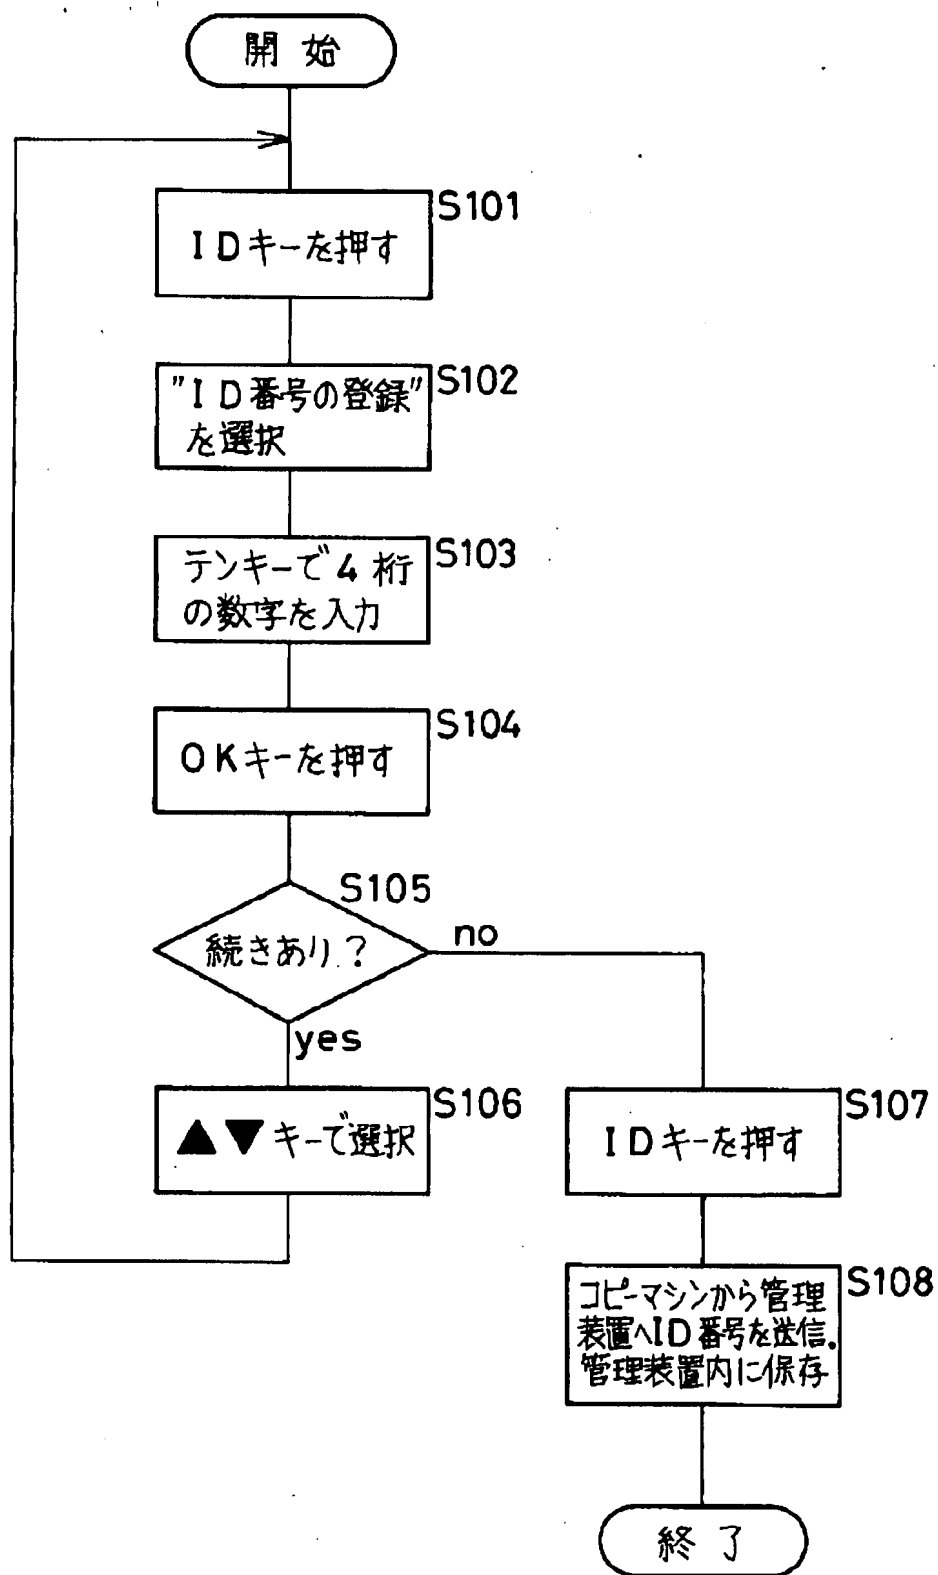 開始
S101
IDキーを押す
S102
"ID番号の登録"
を選択
S103
テンキーで4桁
の数字を入力
S104
OKキーを押す
S105
続きあり?
no
yes
S106
▲▼キーで選択
S107
IDキーを押す
S108
コピーマシンから管理
装置へID番号を送信.
管理装置内に保存
終了